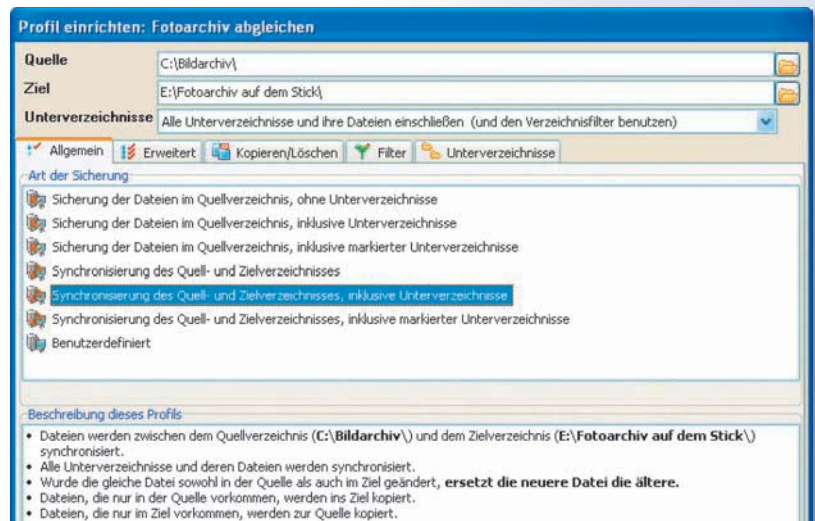 Profil einrichten: Fotoarchiv abgleichen
Quelle C:\Bildarchiv\
Ziel E:\Fotoarchiv auf dem Stick\
Unterverzeichnisse Alle Unterverzeichnisse und ihre Dateien einschließen (und den Verzeichnisfilter benutzen)
Allgemein Erweitert Kopieren/Löschen Filter Unterverzeichnisse
Art der Sicherung
Sicherung der Dateien im Quellverzeichnis, ohne Unterverzeichnisse
Sicherung der Dateien im Quellverzeichnis, inklusive Unterverzeichnisse
Sicherung der Dateien im Quellverzeichnis, inklusive markierter Unterverzeichnisse
Synchronisierung des Quell- und Zielverzeichnisses
Synchronisierung des Quell- und Zielverzeichnisses, inklusive Unterverzeichnisse
Synchronisierung des Quell- und Zielverzeichnisses, inklusive markierter Unterverzeichnisse
Benutzerdefiniert
Beschreibung dieses Profils
• Dateien werden zwischen dem Quellverzeichnis (C:\Bildarchiv\) und dem Zielverzeichnis (E:\Fotoarchiv auf dem Stick\)
synchronisiert.
• Alle Unterverzeichnisse und deren Dateien werden synchronisiert.
• Wurde die gleiche Datei sowohl in der Quelle als auch im Ziel geändert, ersetzt die neuere Datei die ältere.
• Dateien, die nur in der Quelle vorkommen, werden ins Ziel kopiert.
• Dateien, die nur im Ziel vorkommen, werden zur Quelle kopiert.